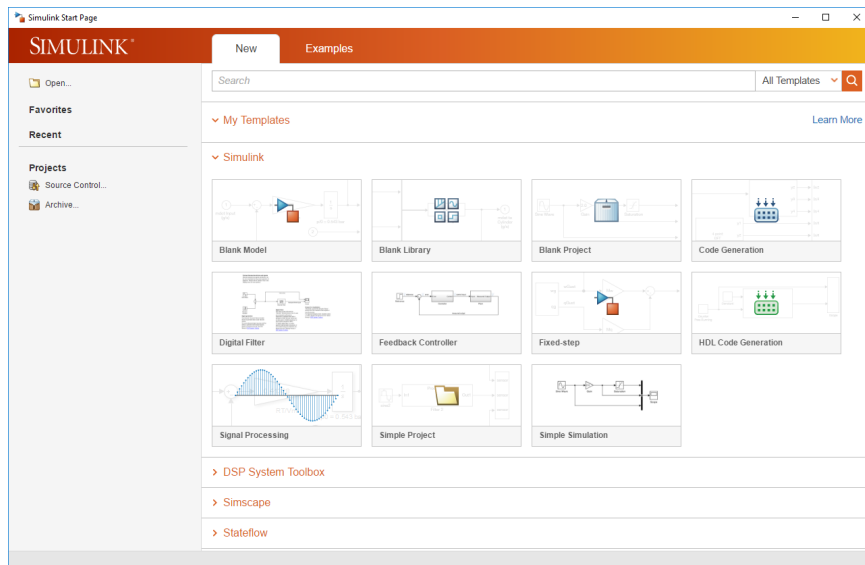 Simulink Start Page
SIMULINK®
New
Examples
Open...
Favorites
Recent
Projects
Source Control...
Archive...
Search
All Templates
My Templates
Learn More
Simulink
Blank Model
Blank Library
Blank Project
Code Generation
Digital Filter
Feedback Controller
Fixed-step
HDL Code Generation
Signal Processing
Simple Project
Simple Simulation
DSP System Toolbox
Simscape
Stateflow